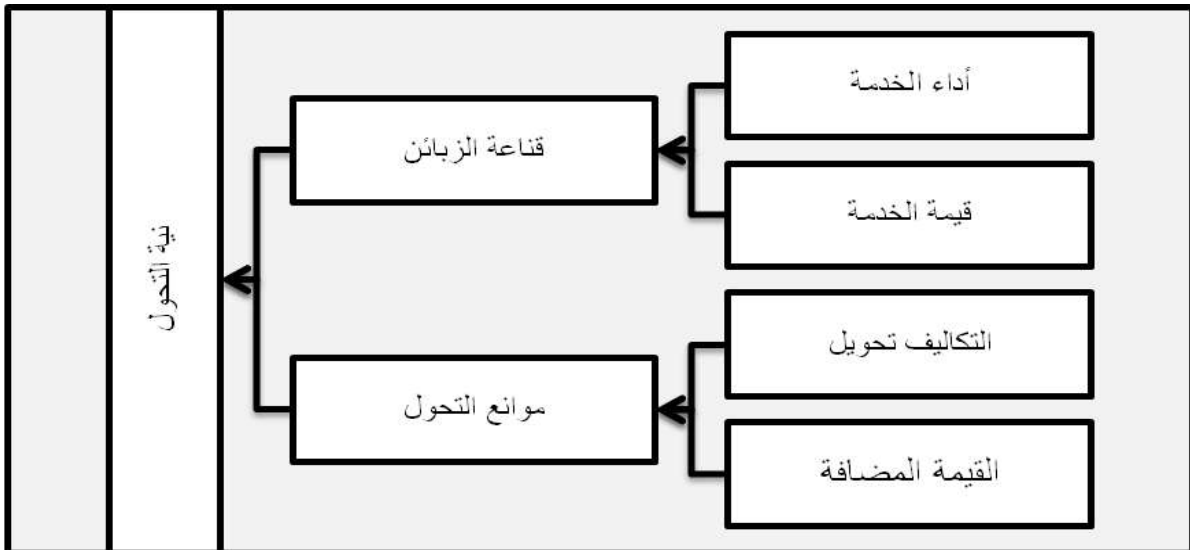 أداء الخدمة
قيمة الخدمة
قناعة الزبائن
التكاليف تحويل
القيمة المضافة
موانع التحول
نية التحول